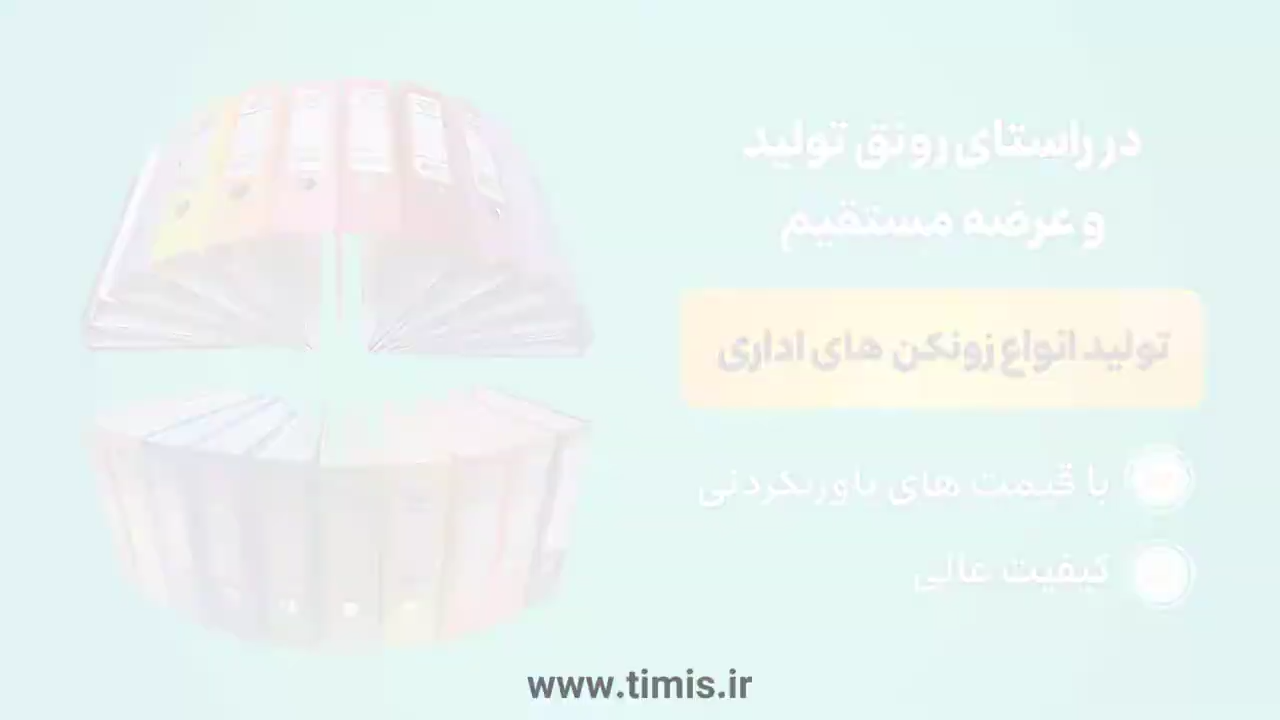 در راستای رونق تولید
و عرضه مستقیم
تولید انواع زونکن های اداری
با قیمت های باورنکردنی
کیفیت عالی
www.timis.ir